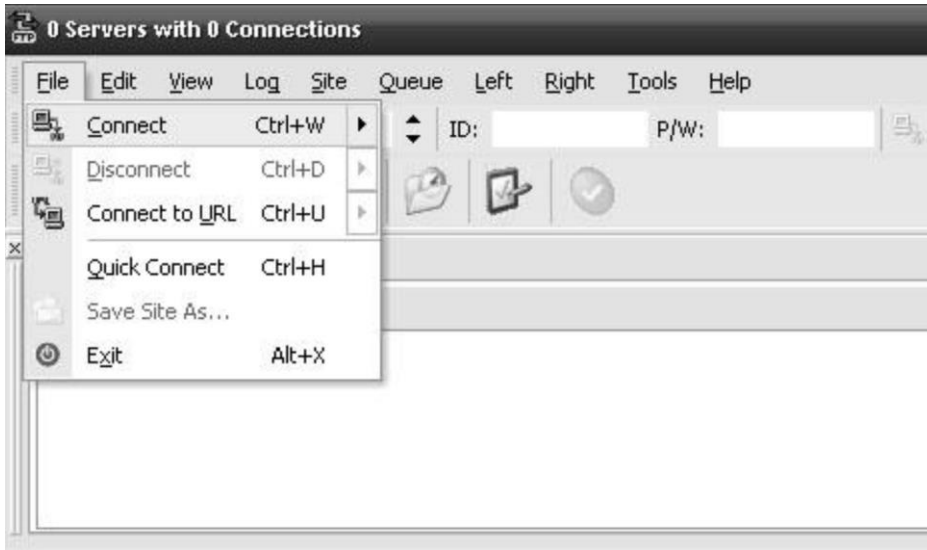 0 Servers with 0 Connections
File Edit View Log Site Queue Left Right Tools Help
Connect Ctrl+W ID: P/W:
Disconnect Ctrl+D
Connect to URL Ctrl+U
Quick Connect Ctrl+H
Save Site As...
Exit Alt+X